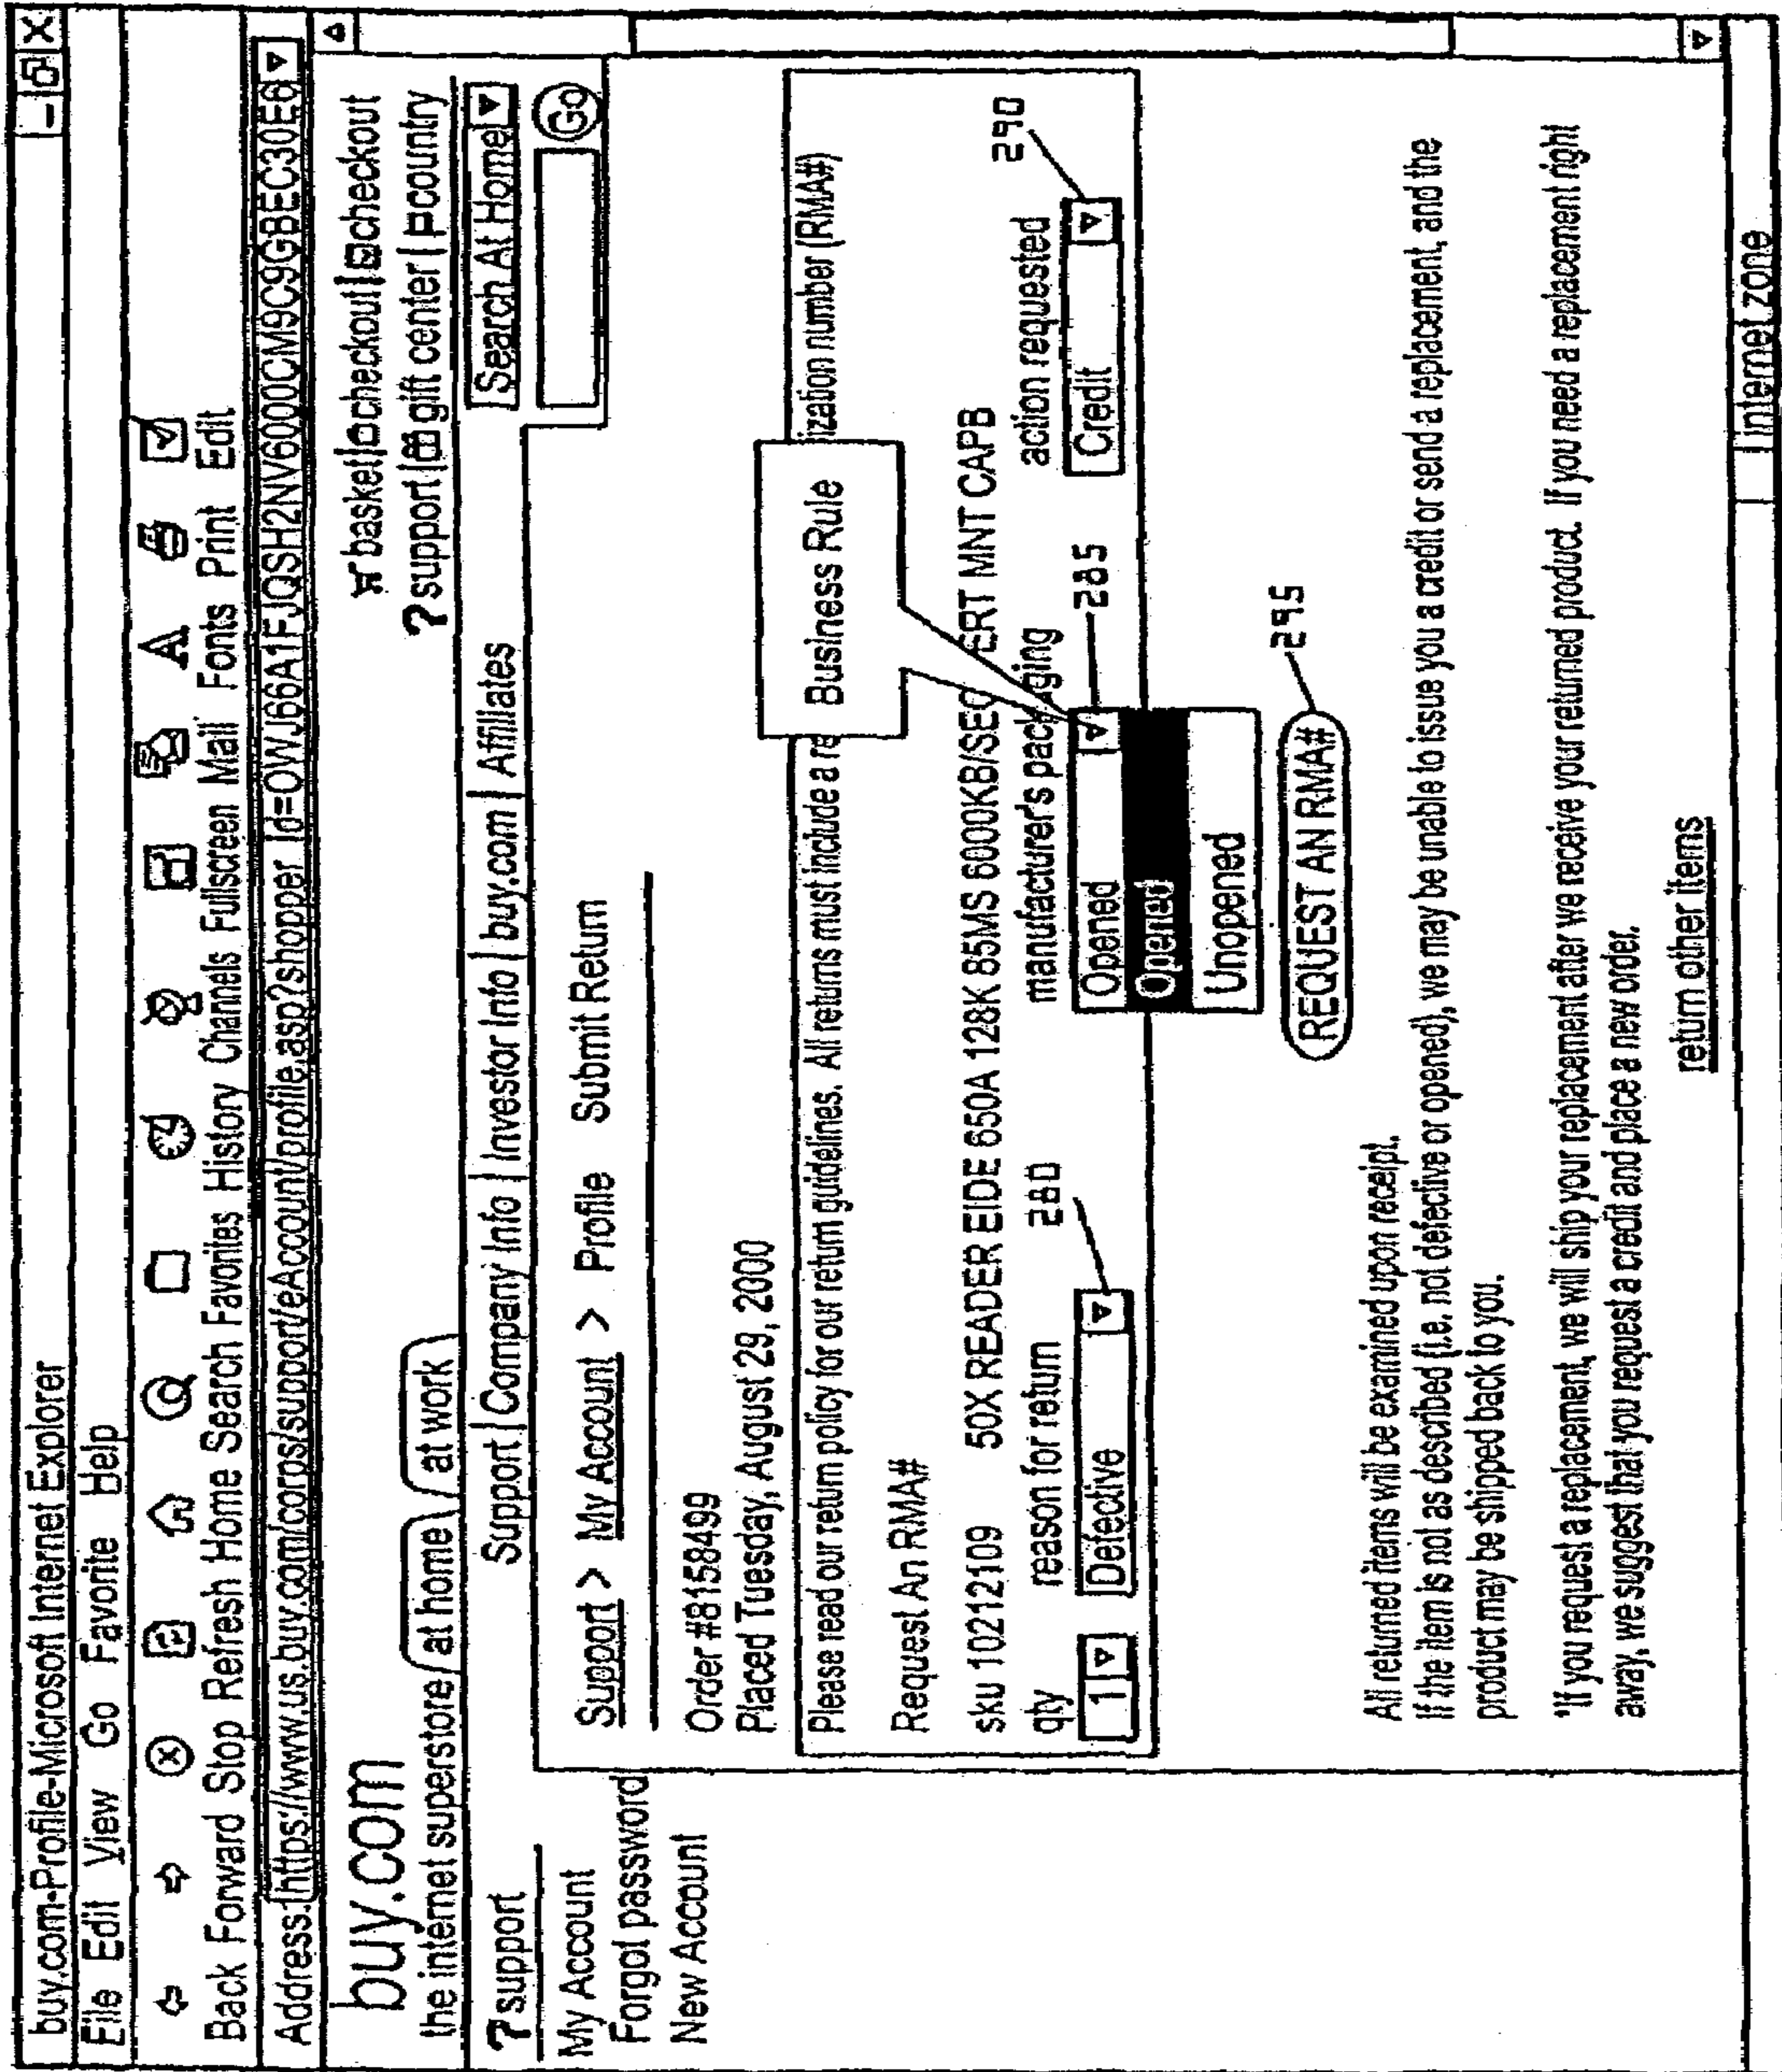 buy.com-Profile-Microsoft Internet Explorer
File Edit View Go Favorite Help
Back Forward Stop Refresh Home Search Favorites History Channels Fullscreen Mail Fonts Print Edit
Address: https://www.us.buy.com/corps/support/eAccount/profile.asp?shopper_Id=OWJ66A1FJQSH2NV6000CM9C9GBEC30E6
buy.com
the internet superstore at home at work
basket | checkout | checkout
? support | gift center | country
Support | Company Info | Investor Info | buy.com | Affiliates
Search At Home
Go
? support
My Account
Forgot password
New Account
Support > My Account > Profile Submit Return
Order #8158499
Placed Tuesday, August 29, 2000
Please read our return policy for our return guidelines. All returns must include a re ization number (RMA#)
Business Rule
Request An RMA#
sku 10212109 50X READER EIDE 650A 128K 85MS 6000KB/SEC ERT MNT CAPB
qty reason for return 280 manufacturer's packaging action requested 290
1 Defective Opened 285 Credit
Opened
Unopened
REQUEST AN RMA# 295
All returned items will be examined upon receipt.
If the item is not as described (i.e. not defective or opened), we may be unable to issue you a credit or send a replacement, and the
product may be shipped back to you.
*If you request a replacement, we will ship your replacement after we receive your returned product. If you need a replacement right
away, we suggest that you request a credit and place a new order.
return other items
Internet zone